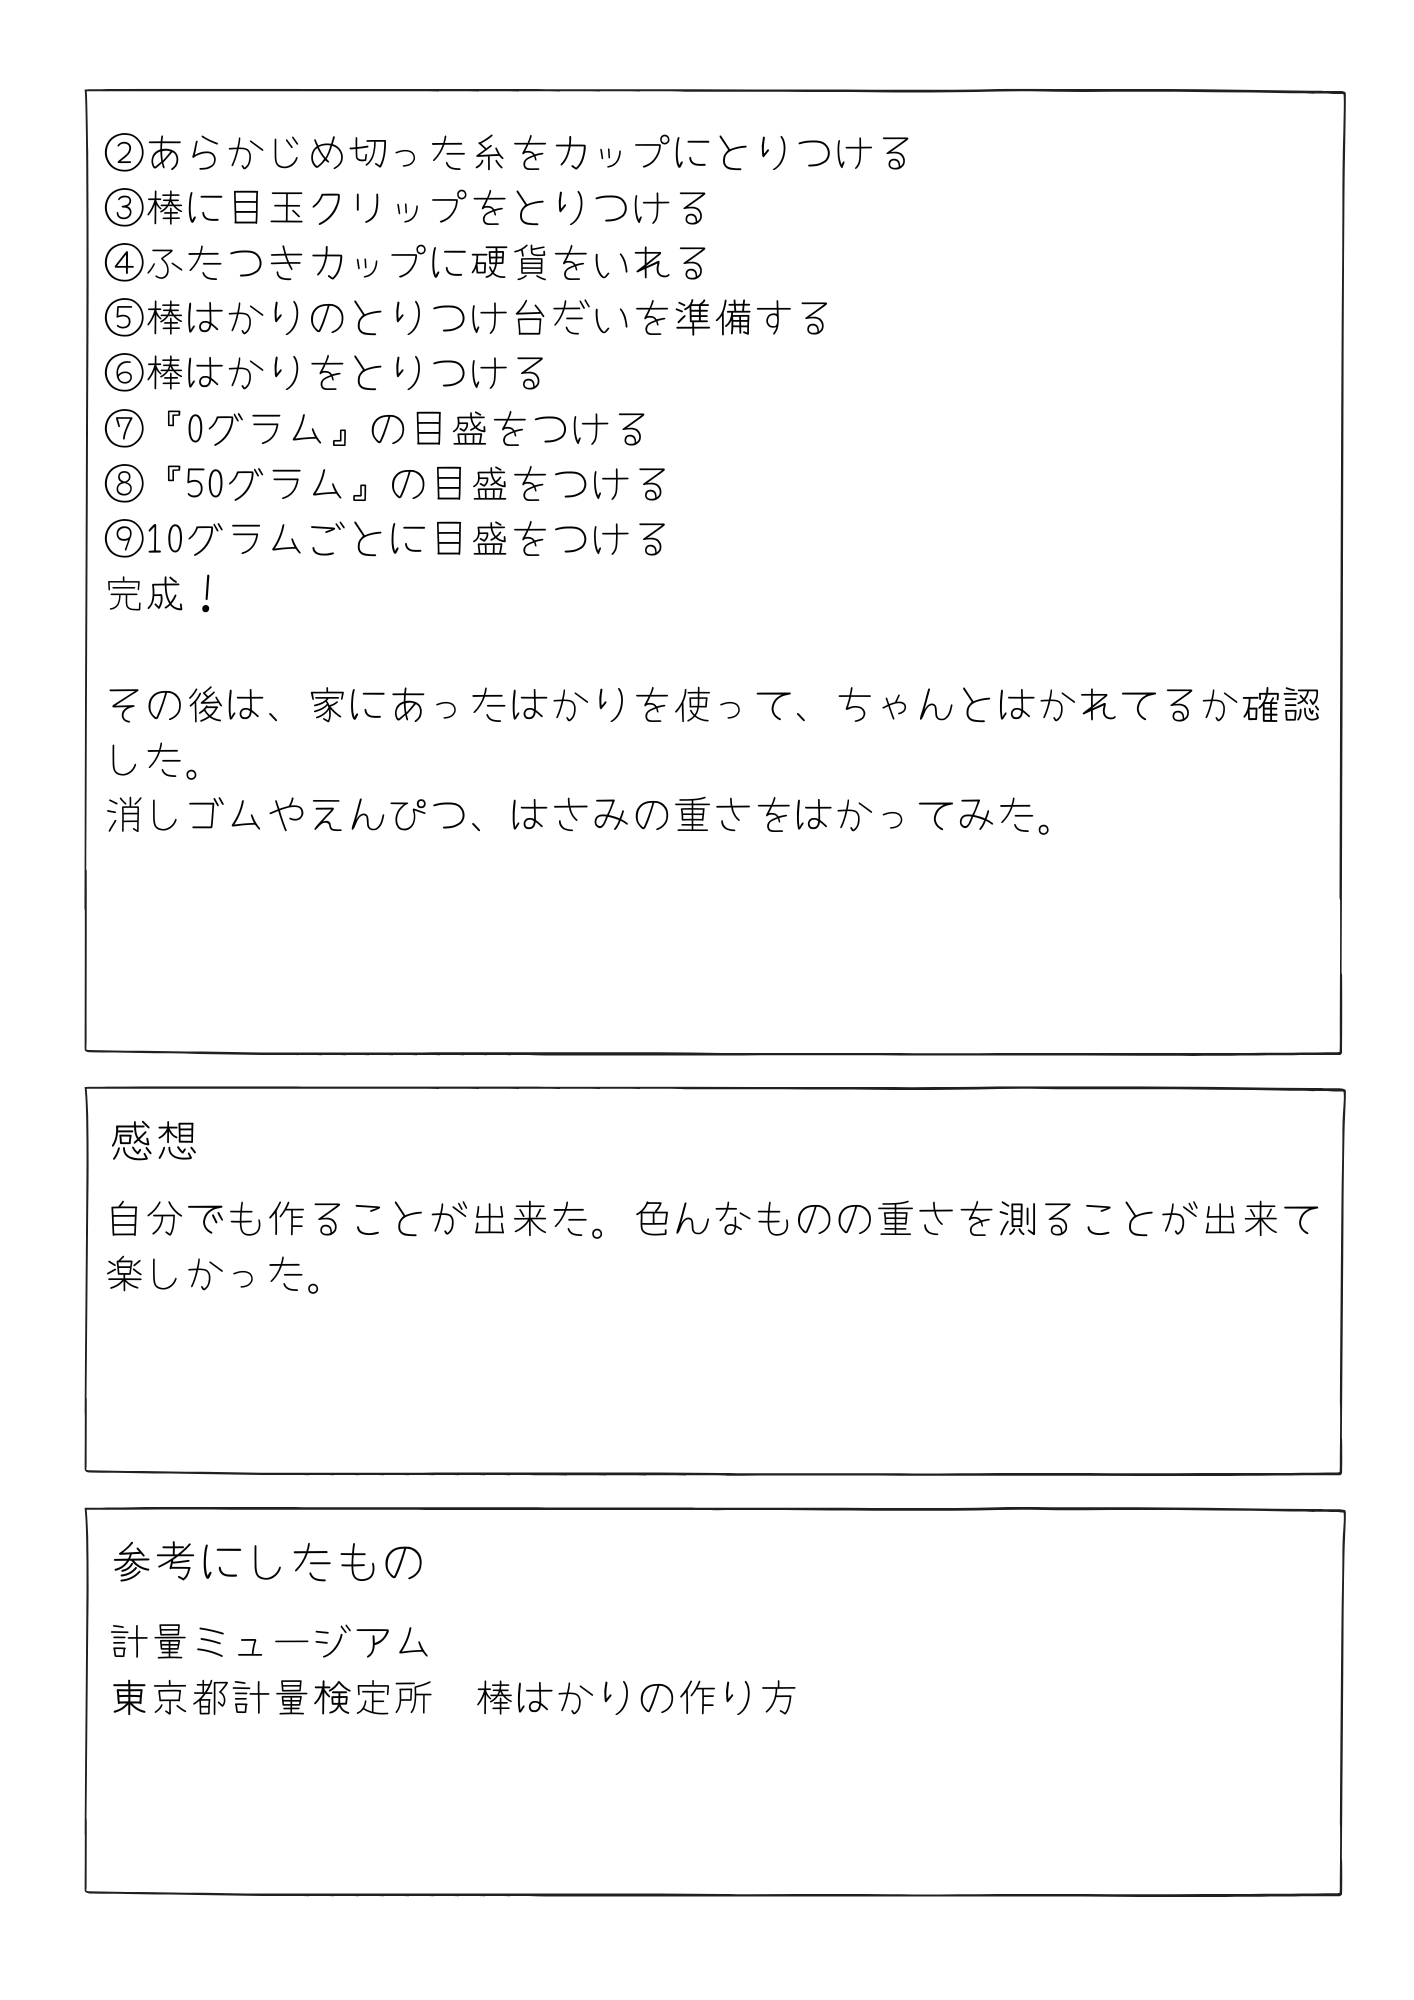 ②あらかじめ切った糸をカップにとりつける
③棒に目玉クリップをとりつける
④ふたつきカップに硬貨をいれる
⑤棒はかりのとりつけ台だいを準備する
⑥棒はかりをとりつける
⑦『0グラム』の目盛をつける
⑧『50グラム』の目盛をつける
⑨10グラムごとに目盛をつける
完成！
その後は、家にあったはかりを使って、ちゃんとはかれてるか確認
した。
消しゴムやえんぴつ、はさみの重さをはかってみた。
感想
自分でも作ることが出来た。色んなものの重さを測ることが出来て
楽しかった。
参考にしたもの
計量ミュージアム
東京都計量検定所　棒はかりの作り方